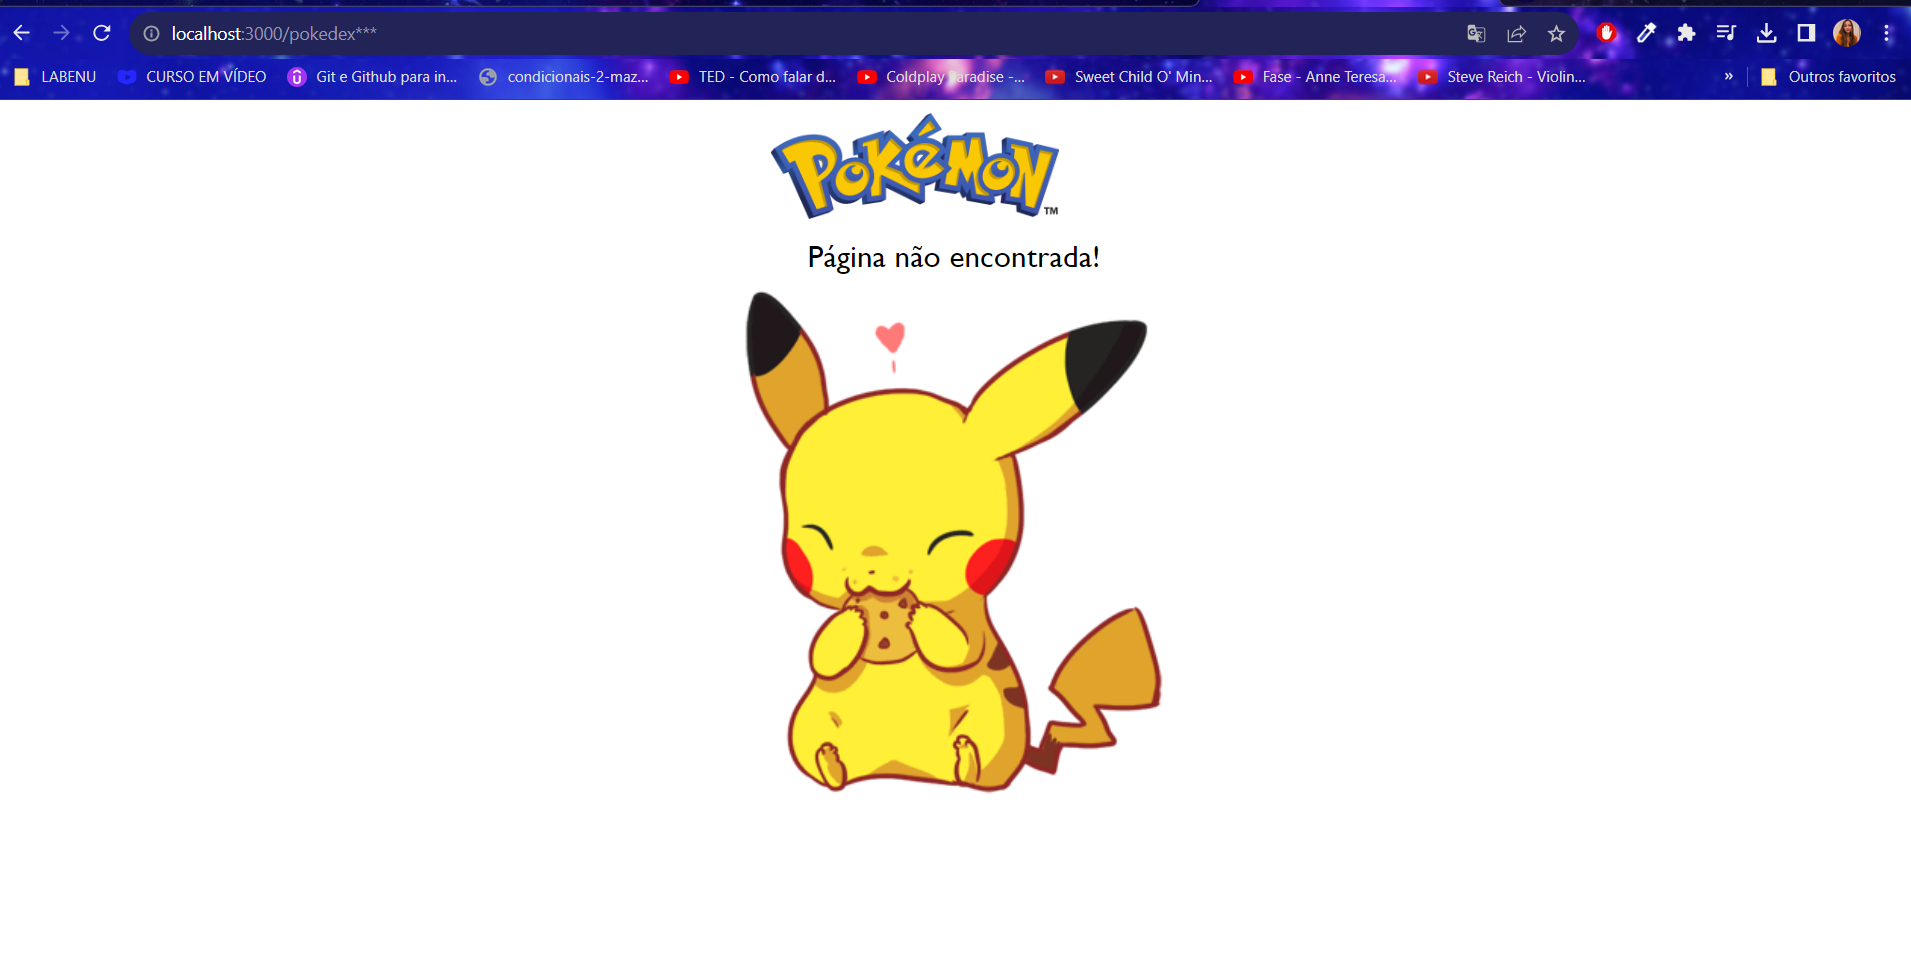 localhost:3000/pokedex***
LABENU CURSO EM VÍDEO Git e Github para in... condicionais-2-maz... TED - Como falar d... Coldplay Paradise -... Sweet Child O' Min... Fase - Anne Teresa... Steve Reich - Violin... » Outros favoritos
POKéMON TM
Página não encontrada!